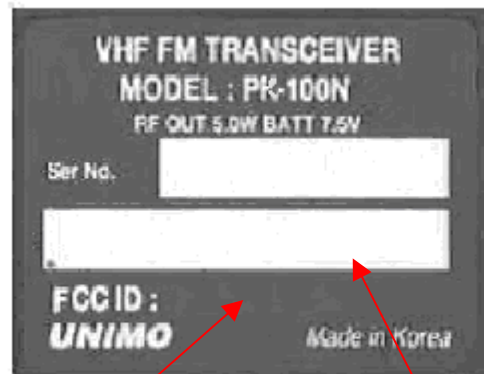 VHF FM TRANSCEIVER
MODEL : PK-100N
RF OUT 5.0W BATT 7.5V
Ser No.
FCC ID :
UNIMO Made in Korea